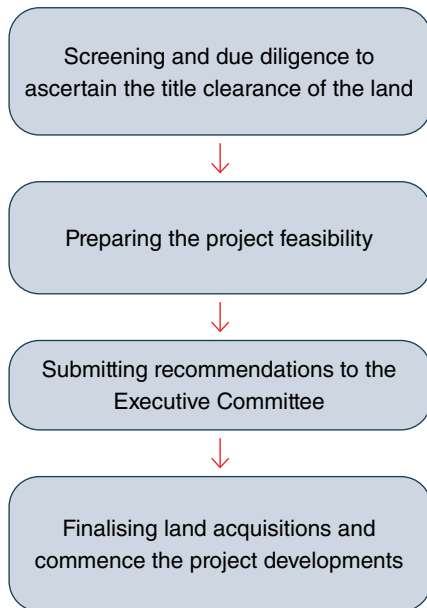 Screening and due diligence to
ascertain the title clearance of the land
Preparing the project feasibility
Submitting recommendations to the
Executive Committee
Finalising land acquisitions and
commence the project developments